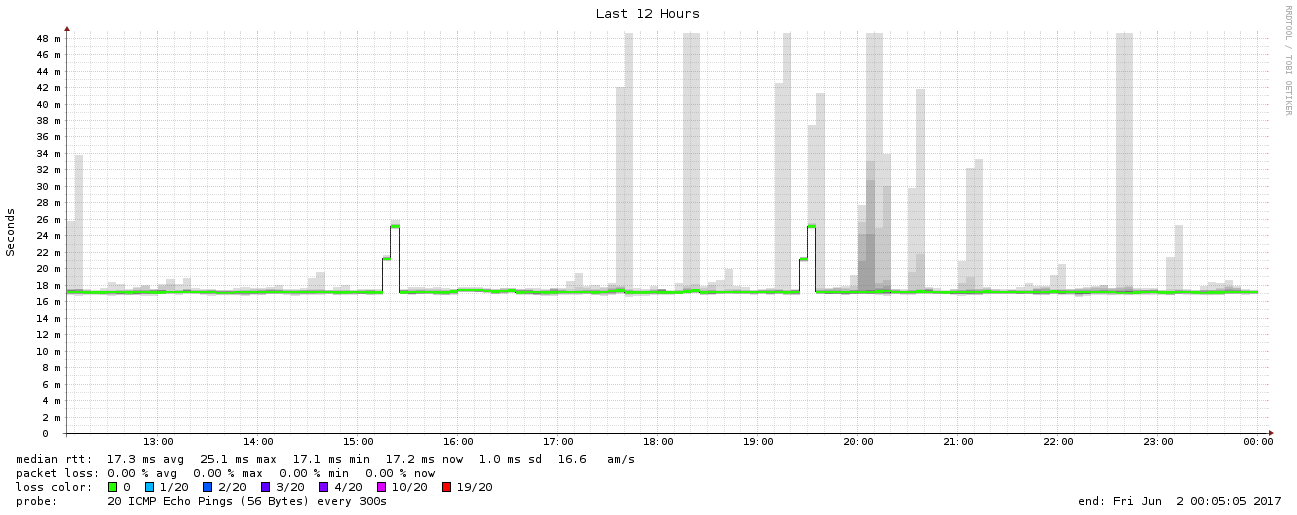 Last 12 Hours
RRDTOOL / TOBI OETIKER
Seconds
48 m
46 m
44 m
42 m
40 m
38 m
36 m
34 m
32 m
30 m
28 m
26 m
24 m
22 m
20 m
18 m
16 m
14 m
12 m
10 m
8 m
6 m
4 m
2 m
0
13:00 14:00 15:00 16:00 17:00 18:00 19:00 20:00 21:00 22:00 23:00 00:00
median rtt: 17.3 ms avg 25.1 ms max 17.1 ms min 17.2 ms now 1.0 ms sd 16.6 am/s
packet loss: 0.00 % avg 0.00 % max 0.00 % min 0.00 % now
loss color: 0 1/20 2/20 3/20 4/20 10/20 19/20
probe: 20 ICMP Echo Pings (56 Bytes) every 300s end: Fri Jun 2 00:05:05 2017